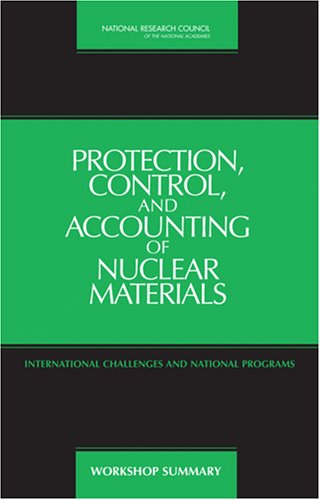 NATIONAL RESEARCH COUNCIL
OF THE NATIONAL ACADEMIES
PROTECTION,
CONTROL,
AND
ACCOUNTING
OF
NUCLEAR
MATERIALS
INTERNATIONAL CHALLENGES AND NATIONAL PROGRAMS
WORKSHOP SUMMARY